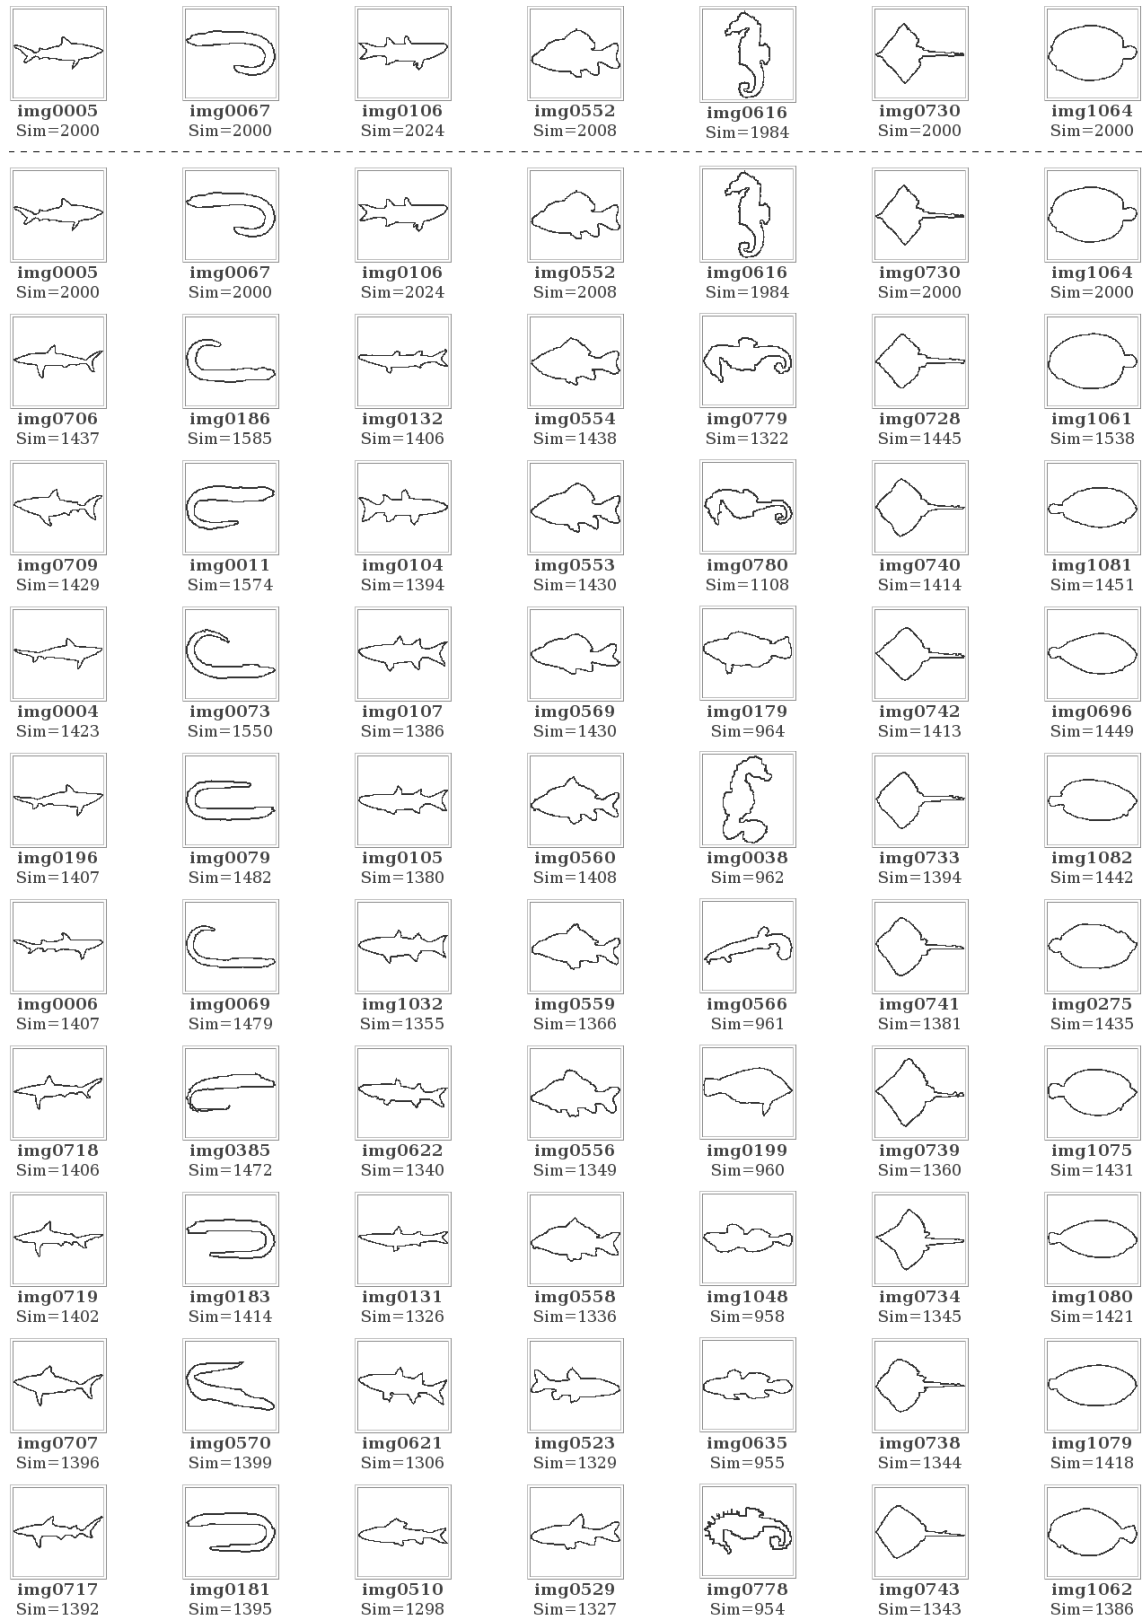 img0005 img0067 img0106 img0552 img0616 img0730 img1064
Sim=2000 Sim=2000 Sim=2024 Sim=2008 Sim=1984 Sim=2000 Sim=2000
img0005 img0067 img0106 img0552 img0616 img0730 img1064
Sim=2000 Sim=2000 Sim=2024 Sim=2008 Sim=1984 Sim=2000 Sim=2000
img0706 img0186 img0132 img0554 img0779 img0728 img1061
Sim=1437 Sim=1585 Sim=1406 Sim=1438 Sim=1322 Sim=1445 Sim=1538
img0709 img0011 img0104 img0553 img0780 img0740 img1081
Sim=1429 Sim=1574 Sim=1394 Sim=1430 Sim=1108 Sim=1414 Sim=1451
img0004 img0073 img0107 img0569 img0179 img0742 img0696
Sim=1423 Sim=1550 Sim=1386 Sim=1430 Sim=964 Sim=1413 Sim=1449
img0196 img0079 img0105 img0560 img0038 img0733 img1082
Sim=1407 Sim=1482 Sim=1380 Sim=1408 Sim=962 Sim=1394 Sim=1442
img0006 img0069 img1032 img0559 img0566 img0741 img0275
Sim=1407 Sim=1479 Sim=1355 Sim=1366 Sim=961 Sim=1381 Sim=1435
img0718 img0385 img0622 img0556 img0199 img0739 img1075
Sim=1406 Sim=1472 Sim=1340 Sim=1349 Sim=960 Sim=1360 Sim=1431
img0719 img0183 img0131 img0558 img1048 img0734 img1080
Sim=1402 Sim=1414 Sim=1326 Sim=1336 Sim=958 Sim=1345 Sim=1421
img0707 img0570 img0621 img0523 img0635 img0738 img1079
Sim=1396 Sim=1399 Sim=1306 Sim=1329 Sim=955 Sim=1344 Sim=1418
img0717 img0181 img0510 img0529 img0778 img0743 img1062
Sim=1392 Sim=1395 Sim=1298 Sim=1327 Sim=954 Sim=1343 Sim=1386